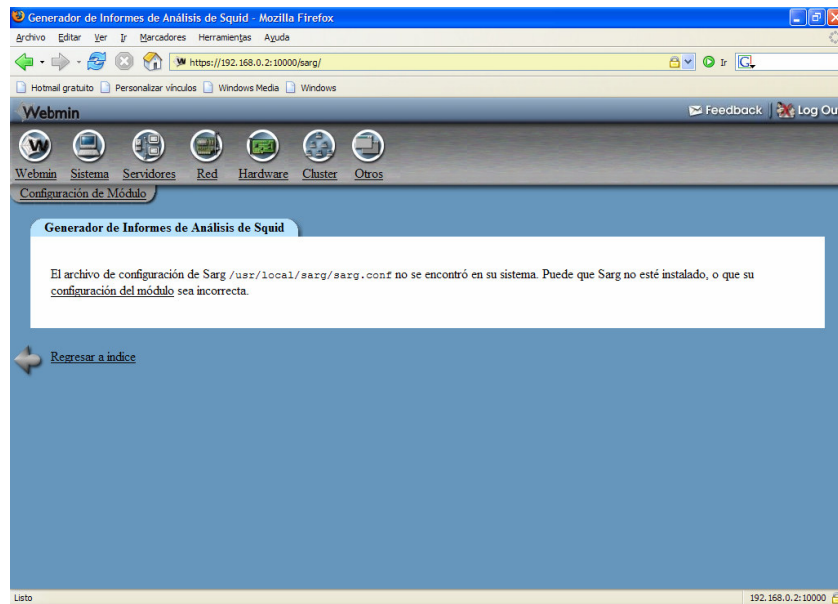 Generador de Informes de Análisis de Squid - Mozilla Firefox
Archivo Editar Ver Ir Marcadores Herramientas Ayuda
https://192.168.0.2:10000/sarg/
Ir
Hotmail gratuito Personalizar vínculos Windows Media Windows
Webmin
Feedback Log Ou
Webmin Sistema Servidores Red Hardware Cluster Otros
Configuración de Módulo
Generador de Informes de Análisis de Squid
El archivo de configuración de Sarg /usr/local/sarg/sarg.conf no se encontró en su sistema. Puede que Sarg no esté instalado, o que su
configuración del módulo sea incorrecta.
Regresar a indice
Listo
192.168.0.2:10000